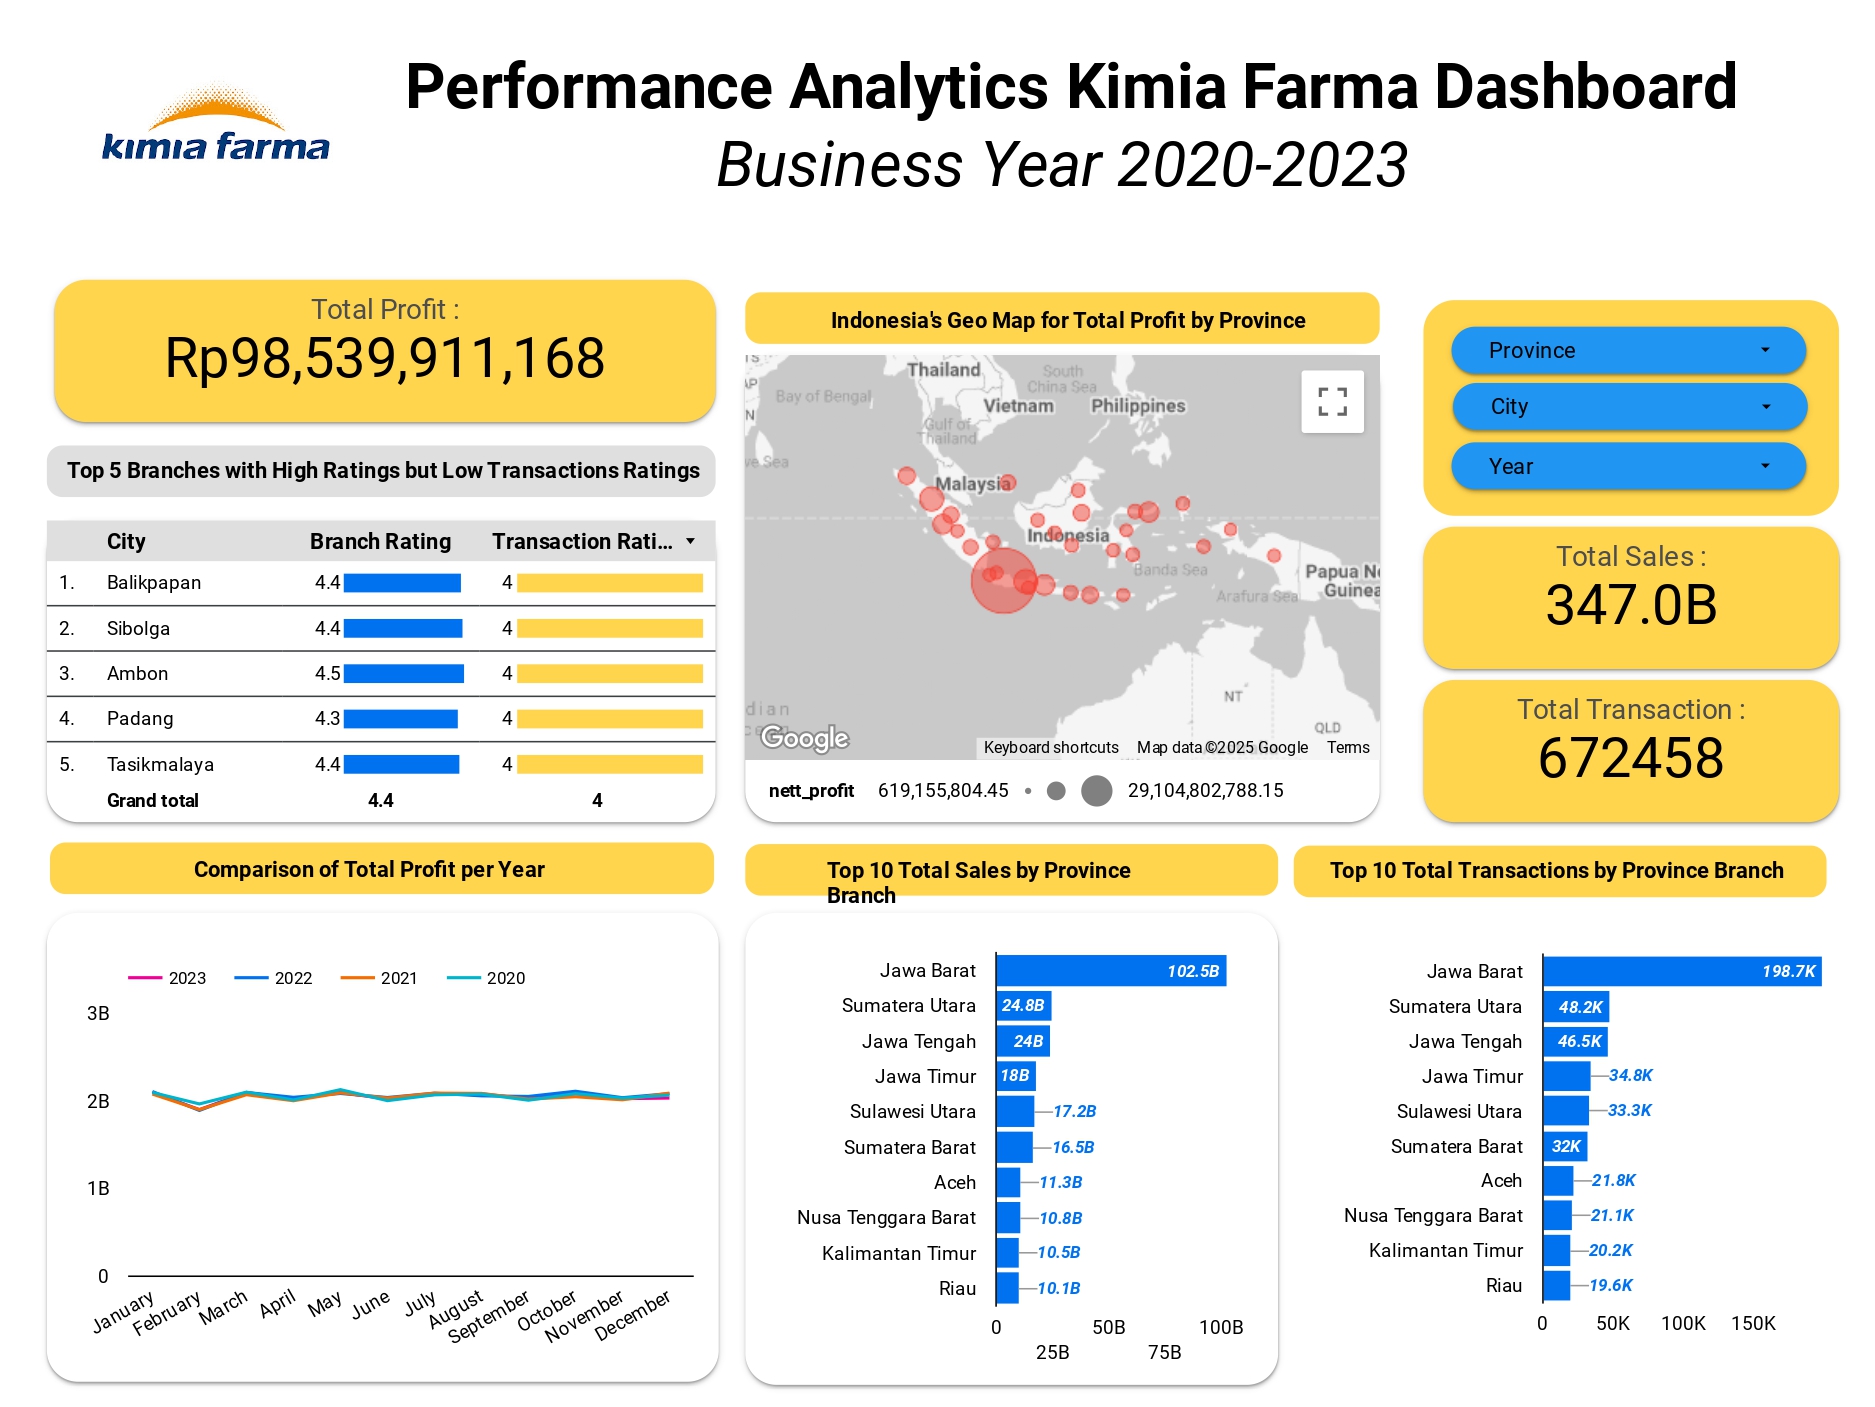 kimia farma
Performance Analytics Kimia Farma Dashboard
Business Year 2020-2023
Total Profit :
Rp98,539,911,168
Top 5 Branches with High Ratings but Low Transactions Ratings
City Branch Rating Transaction Rati...
1. Balikpapan 4.4 4
2. Sibolga 4.4 4
3. Ambon 4.5 4
4. Padang 4.3 4
5. Tasikmalaya 4.4 4
Grand total 4.4 4
Indonesia's Geo Map for Total Profit by Province
Thailand
South
China Sea
Bay of Bengal
Vietnam
Philippines
Gulf of
Thailand
ve Sea
Malaysia
Indonesia
Banda Sea
Papua Ne
Guinea
Arafura Sea
NT
QLD
dian
Google
Keyboard shortcuts Map data ©2025 Google Terms
nett_profit 619,155,804.45 29,104,802,788.15
Province
City
Year
Total Sales :
347.0B
Total Transaction :
672458
Comparison of Total Profit per Year
2023 2022 2021 2020
3B
2B
1B
0
January February March April May June July August September October November December
Top 10 Total Sales by Province
Branch
Jawa Barat 102.5B
Sumatera Utara 24.8B
Jawa Tengah 24B
Jawa Timur 18B
Sulawesi Utara 17.2B
Sumatera Barat 16.5B
Aceh 11.3B
Nusa Tenggara Barat 10.8B
Kalimantan Timur 10.5B
Riau 10.1B
0 50B 100B
25B 75B
Top 10 Total Transactions by Province Branch
Jawa Barat 198.7K
Sumatera Utara 48.2K
Jawa Tengah 46.5K
Jawa Timur 34.8K
Sulawesi Utara 33.3K
Sumatera Barat 32K
Aceh 21.8K
Nusa Tenggara Barat 21.1K
Kalimantan Timur 20.2K
Riau 19.6K
0 50K 100K 150K